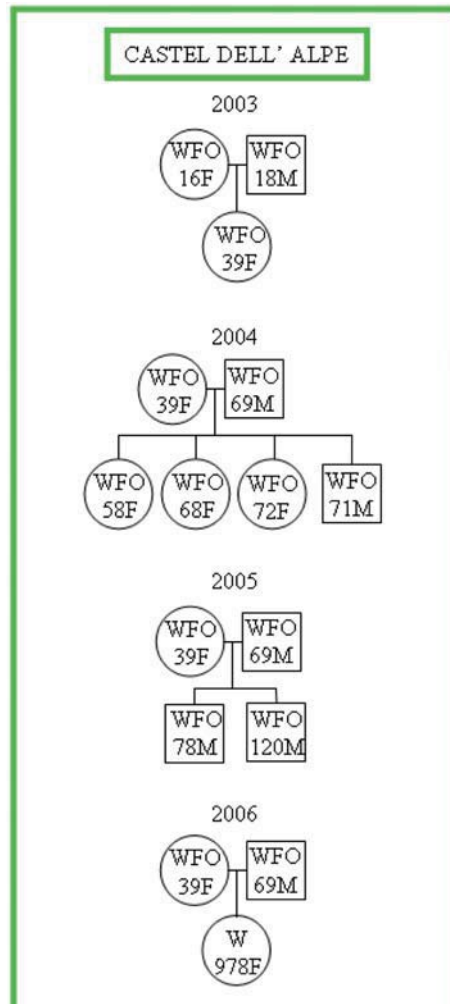 CASTEL DELL' ALPE
2003
WFO 16F
WFO 18M
WFO 39F
2004
WFO 39F
WFO 69M
WFO 58F
WFO 68F
WFO 72F
WFO 71M
2005
WFO 39F
WFO 69M
WFO 78M
WFO 120M
2006
WFO 39F
WFO 69M
W 978F